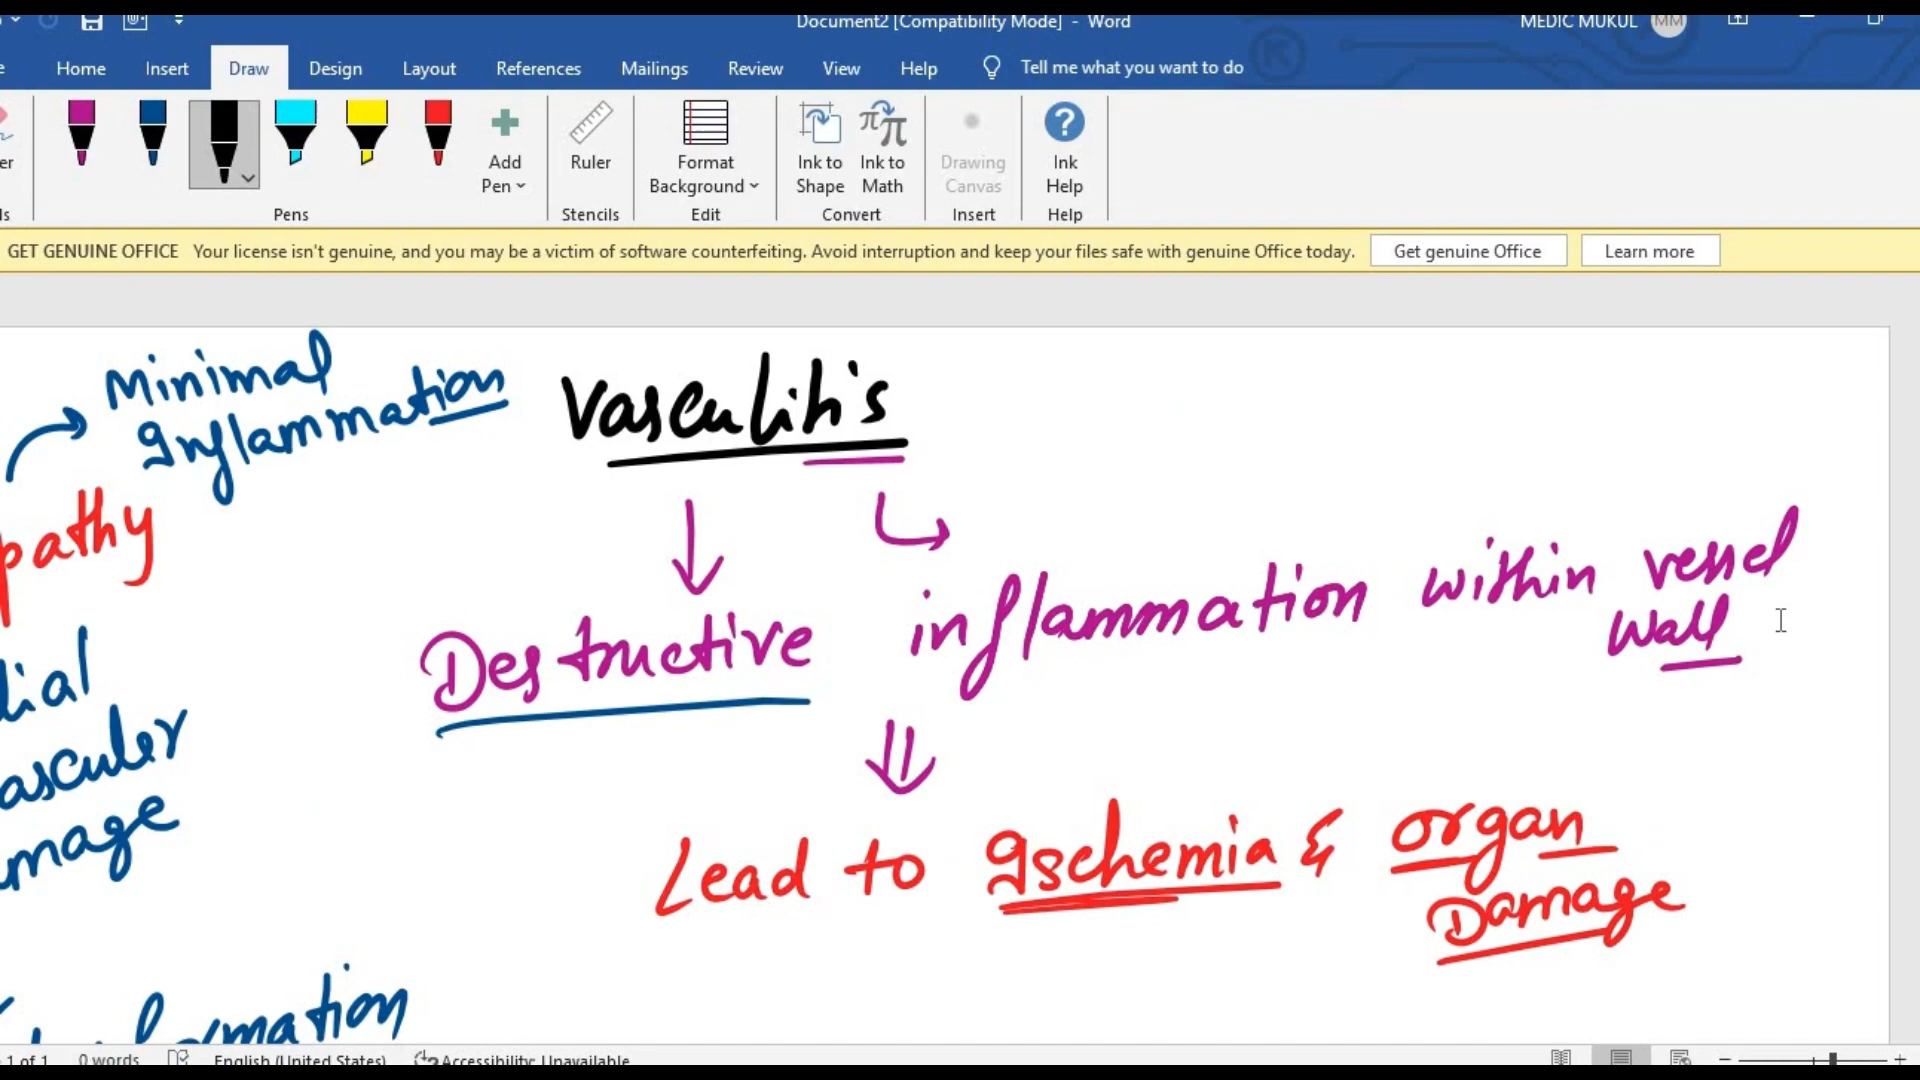 Document2 [Compatibility Mode] - Word
MEDIC MUKUL MM
Home Insert Draw Design Layout References Mailings Review View Help Tell me what you want to do
Add Pen
Ruler
Format Background
Ink to Shape
Ink to Math
Drawing Canvas
Ink Help
Pens Stencils Edit Convert Insert Help
GET GENUINE OFFICE Your license isn't genuine, and you may be a victim of software counterfeiting. Avoid interruption and keep your files safe with genuine Office today. Get genuine Office Learn more
Minimal
Inflammation
Vasculitis
pathy
Destructive inflammation within vessel
wall
Lead to Ischemia & organ
Damage
1 of 1 0 words English (United States) Accessibility: Unavailable